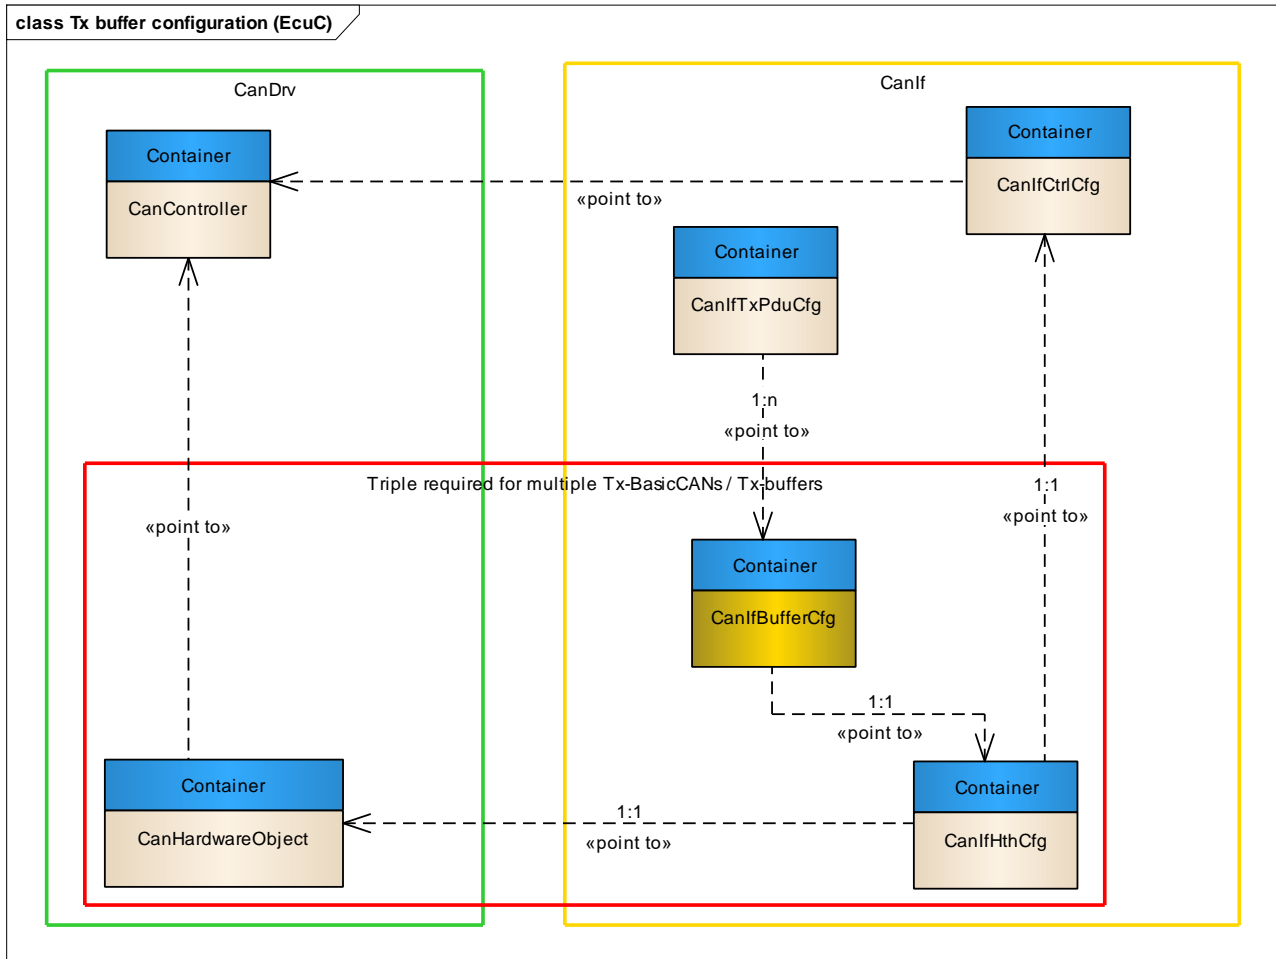 class Tx buffer configuration (EcuC)
CanDrv
CanIf
Container
CanController
Container
CanIfCtrlCfg
«point to»
Container
CanIfTxPduCfg
1:n
«point to»
Triple required for multiple Tx-BasicCANs / Tx-buffers
1:1
«point to»
«point to»
Container
CanIfBufferCfg
1:1
«point to»
Container
CanHardwareObject
1:1
«point to»
Container
CanIfHthCfg